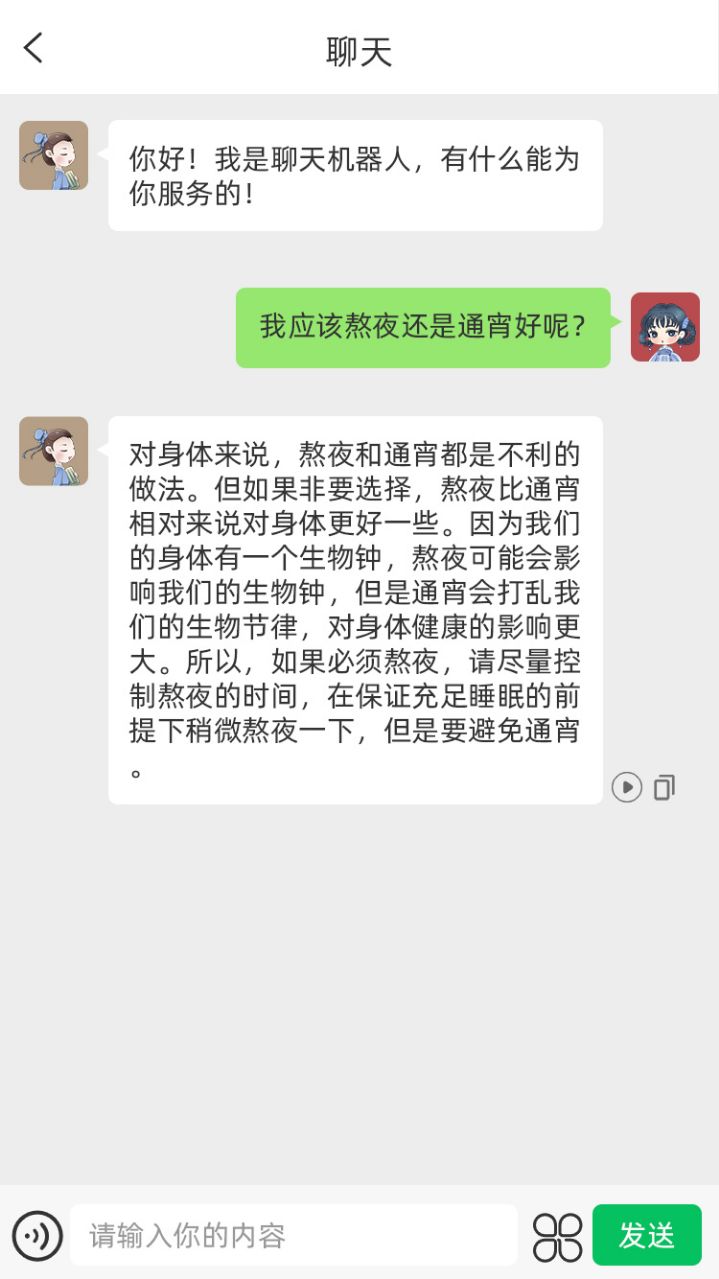 聊天
你好！我是聊天机器人，有什么能为
你服务的！
我应该熬夜还是通宵好呢？
对身体来说，熬夜和通宵都是不利的
做法。但如果非要选择，熬夜比通宵
相对来说对身体更好一些。因为我们
的身体有一个生物钟，熬夜可能会影
响我们的生物钟，但是通宵会打乱我
们的生物节律，对身体健康的影响更
大。所以，如果必须熬夜，请尽量控
制熬夜的时间，在保证充足睡眠的前
提下稍微熬夜一下，但是要避免通宵
。
请输入你的内容
发送